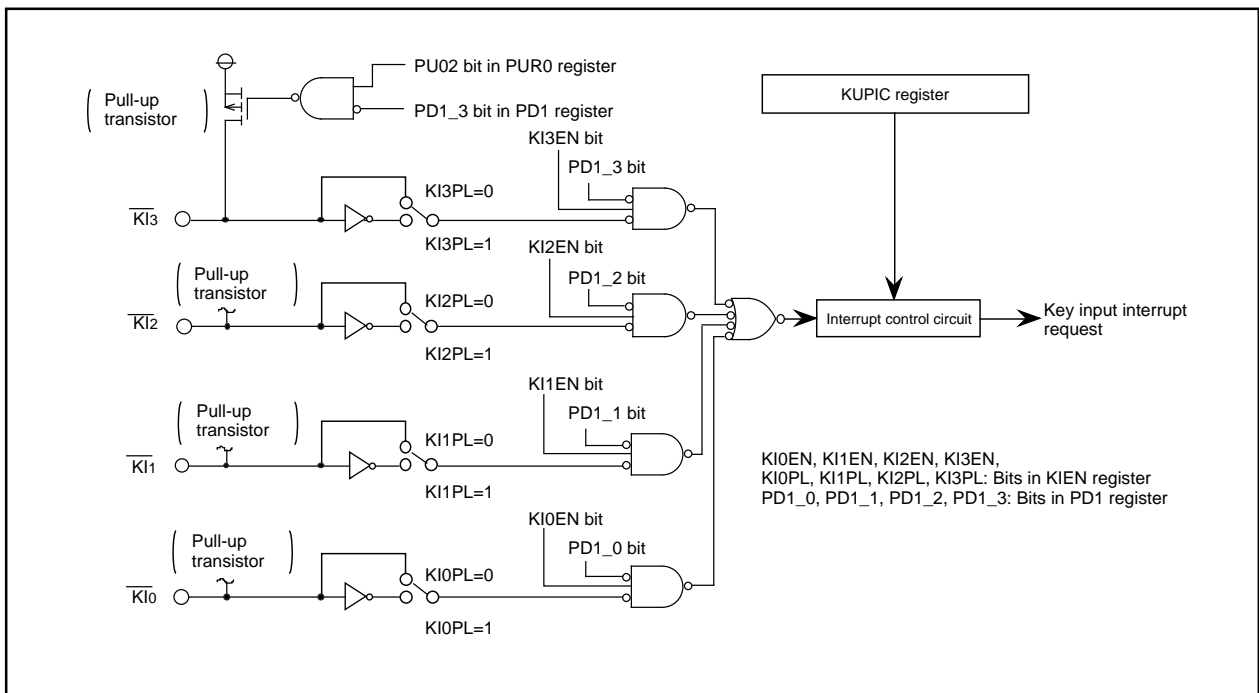 PU02 bit in PUR0 register
Pull-up
transistor
PD1_3 bit in PD1 register
KUPIC register
KI3EN bit
PD1_3 bit
KI3PL=0
KI3
KI3PL=1
KI2EN bit
Pull-up
transistor
PD1_2 bit
KI2PL=0
KI2
KI2PL=1
Interrupt control circuit
Key input interrupt
request
KI1EN bit
Pull-up
transistor
PD1_1 bit
KI1PL=0
KI1
KI1PL=1
KI0EN, KI1EN, KI2EN, KI3EN,
KI0PL, KI1PL, KI2PL, KI3PL: Bits in KIEN register
PD1_0, PD1_1, PD1_2, PD1_3: Bits in PD1 register
KI0EN bit
Pull-up
transistor
PD1_0 bit
KI0PL=0
KI0
KI0PL=1